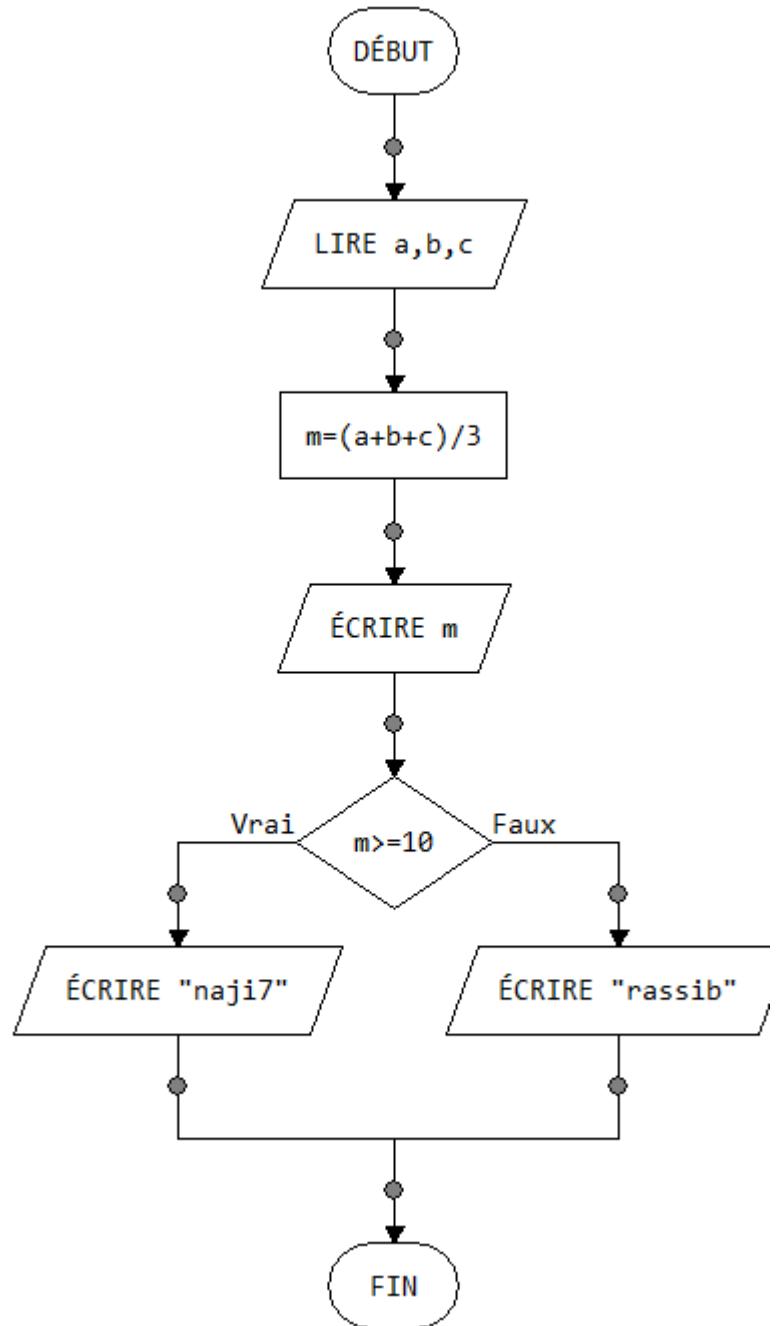 DÉBUT
LIRE a,b,c
m=(a+b+c)/3
ÉCRIRE m
Vrai
m>=10
Faux
ÉCRIRE "naji7"
ÉCRIRE "rassib"
FIN